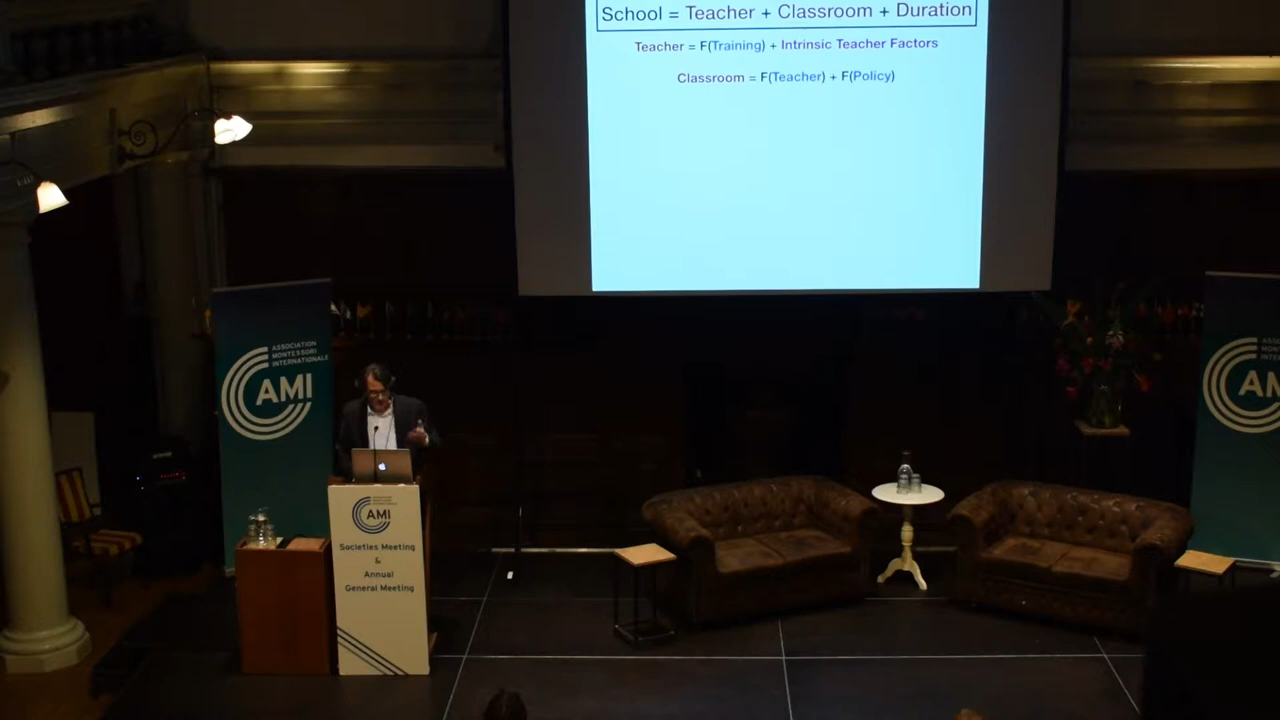 School = Teacher + Classroom + Duration
Teacher = F(Training) + Intrinsic Teacher Factors
Classroom = F(Teacher) + F(Policy)
ASSOCIATION
MONTESSORI
INTERNATIONALE
AMI
AMI
Societies Meeting
&
Annual
General Meeting
AM